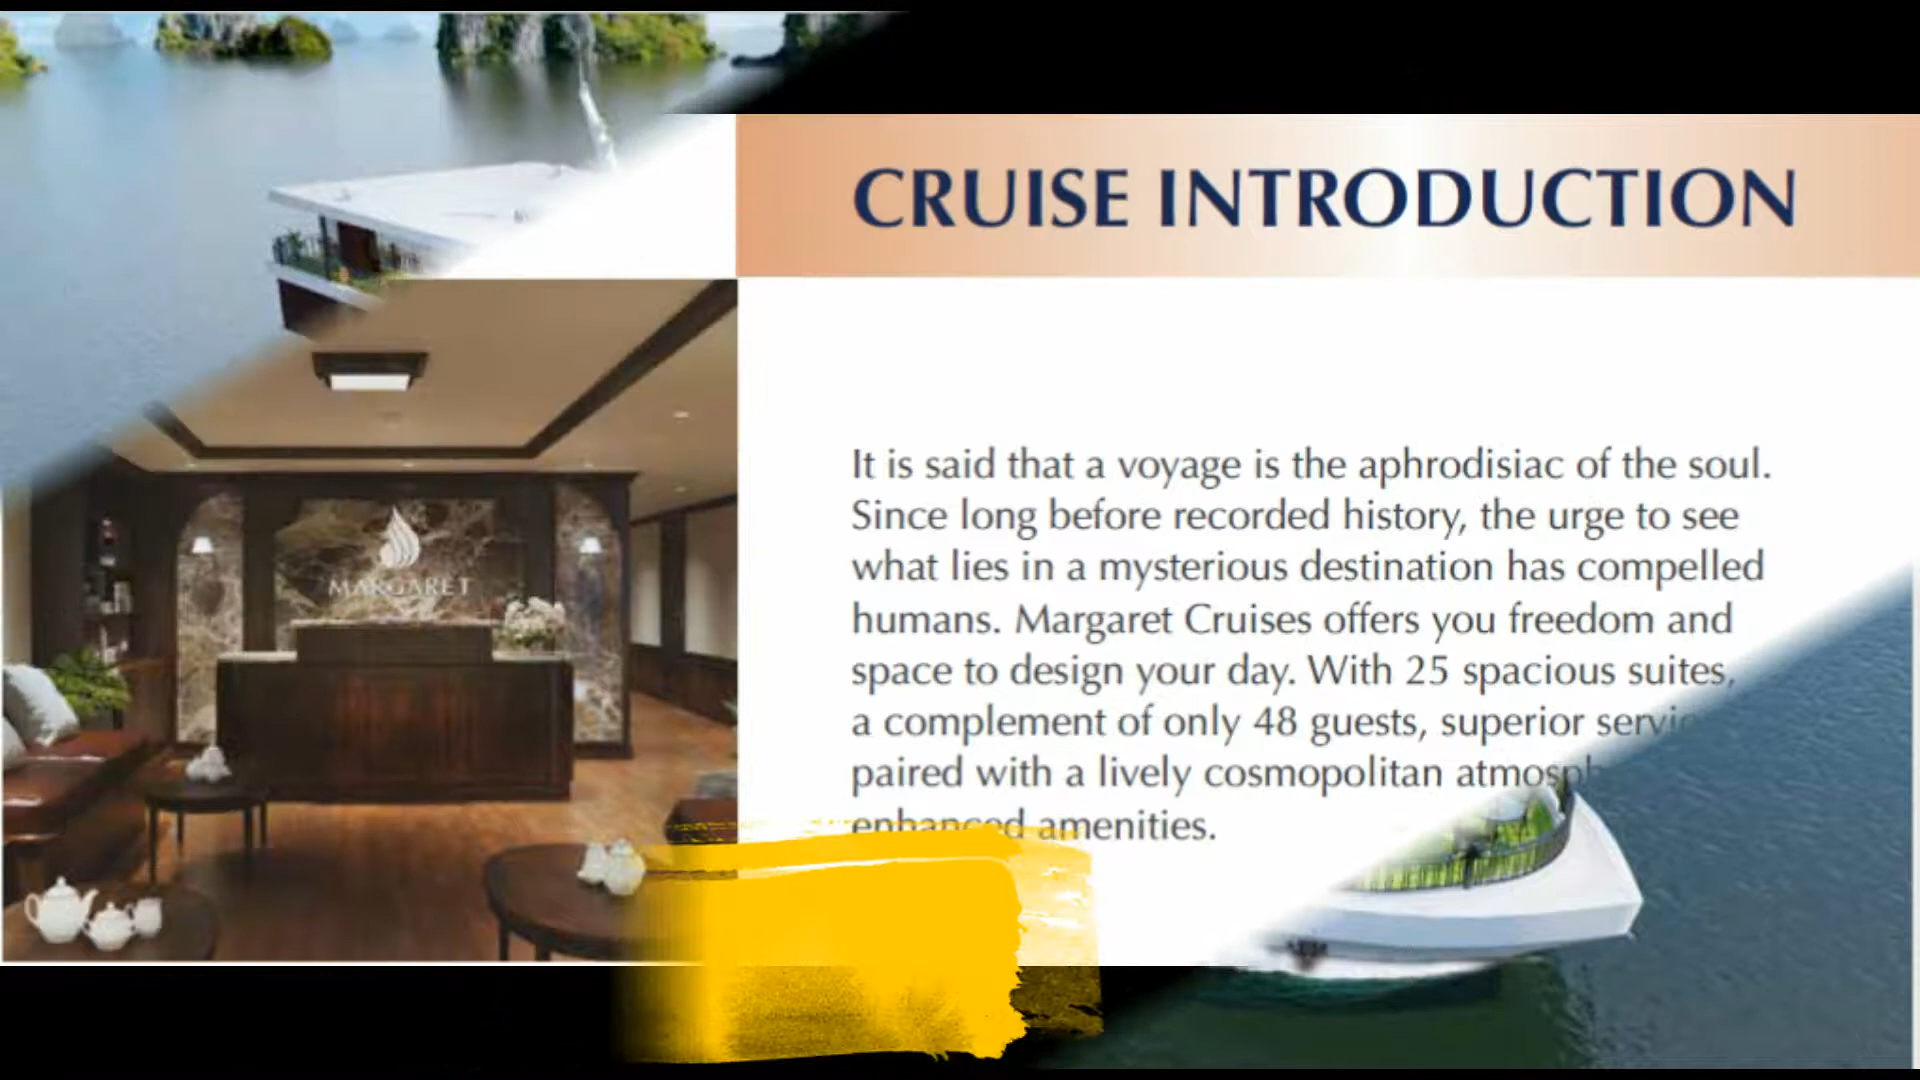 CRUISE INTRODUCTION
It is said that a voyage is the aphrodisiac of the soul.
Since long before recorded history, the urge to see
what lies in a mysterious destination has compelled
humans. Margaret Cruises offers you freedom and
space to design your day. With 25 spacious suites,
a complement of only 48 guests, superior
paired with a lively cosmopolitan
enhanced amenities.
MARGARET